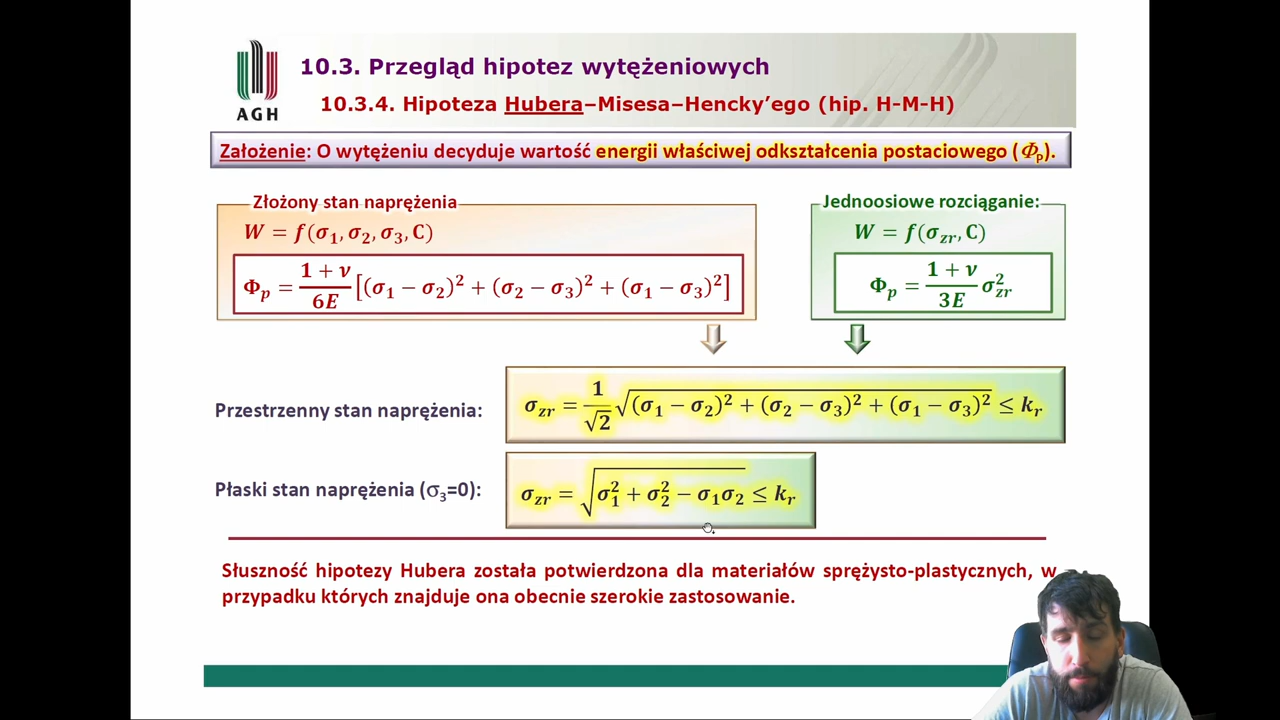 AGH
10.3. Przegląd hipotez wytężeniowych
10.3.4. Hipoteza Hubera–Misesa–Hencky’ego (hip. H-M-H)
Założenie: O wytężeniu decyduje wartość energii właściwej odkształcenia postaciowego (Φp).
Złożony stan naprężenia
W = f(σ₁, σ₂, σ₃, C)
Φₚ = (1 + ν)/(6E) [(σ₁ − σ₂)² + (σ₂ − σ₃)² + (σ₁ − σ₃)²]
Jednoosiowe rozciąganie:
W = f(σzr, C)
Φₚ = (1 + ν)/(3E) σzr²
Przestrzenny stan naprężenia:
σzr = 1/√2 √((σ₁ − σ₂)² + (σ₂ − σ₃)² + (σ₁ − σ₃)²) ≤ kr
Płaski stan naprężenia (σ₃=0):
σzr = √(σ₁² + σ₂² − σ₁σ₂) ≤ kr
Słuszność hipotezy Hubera została potwierdzona dla materiałów sprężysto-plastycznych, w
przypadku których znajduje ona obecnie szerokie zastosowanie.